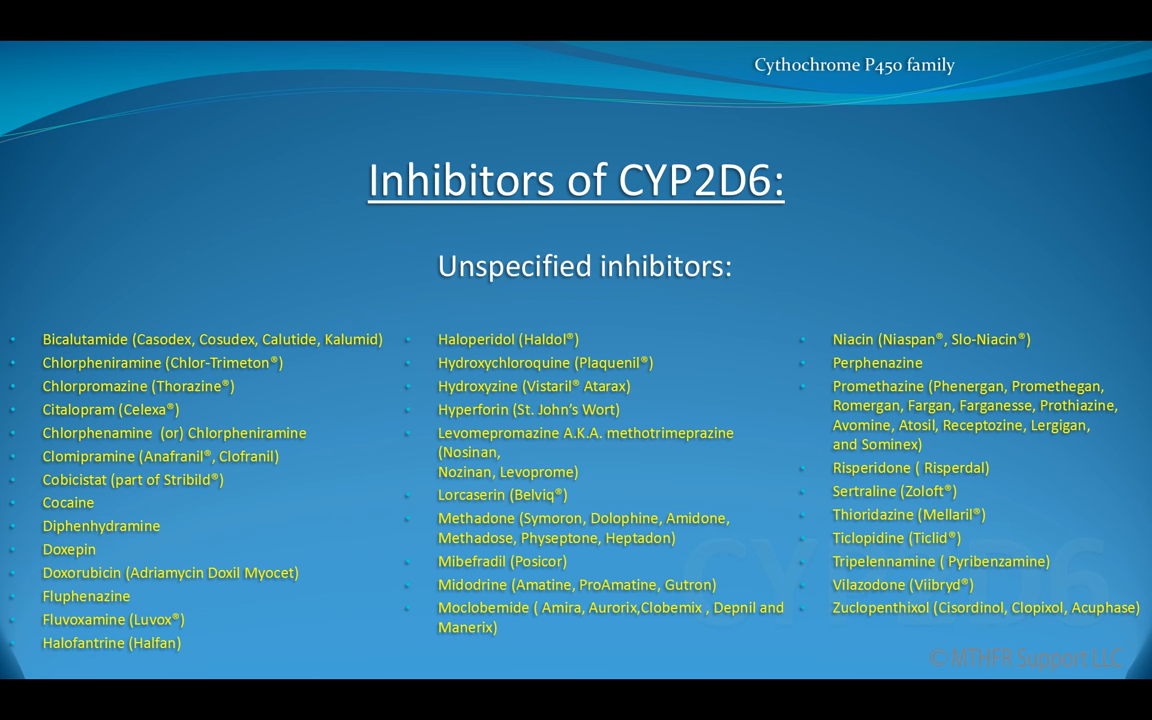 Cythochrome P450 family
Inhibitors of CYP2D6:
Unspecified inhibitors:
• Bicalutamide (Casodex, Cosudex, Calutide, Kalumid)
• Chlorpheniramine (Chlor-Trimeton®)
• Chlorpromazine (Thorazine®)
• Citalopram (Celexa®)
• Chlorphenamine (or) Chlorpheniramine
• Clomipramine (Anafranil®, Clofranil)
• Cobicistat (part of Stribild®)
• Cocaine
• Diphenhydramine
• Doxepin
• Doxorubicin (Adriamycin Doxil Myocet)
• Fluphenazine
• Fluvoxamine (Luvox®)
• Halofantrine (Halfan)
• Haloperidol (Haldol®)
• Hydroxychloroquine (Plaquenil®)
• Hydroxyzine (Vistaril® Atarax)
• Hyperforin (St. John’s Wort)
• Levomepromazine A.K.A. methotrimeprazine
(Nosinan,
Nozinan, Levoprome)
• Lorcaserin (Belviq®)
• Methadone (Symoron, Dolophine, Amidone,
Methadose, Physeptone, Heptadon)
• Mibefradil (Posicor)
• Midodrine (Amatine, ProAmatine, Gutron)
• Moclobemide ( Amira, Aurorix,Clobemix , Depnil and
Manerix)
• Niacin (Niaspan®, Slo-Niacin®)
• Perphenazine
• Promethazine (Phenergan, Promethegan,
Romergan, Fargan, Farganesse, Prothiazine,
Avomine, Atosil, Receptozine, Lergigan,
and Sominex)
• Risperidone ( Risperdal)
• Sertraline (Zoloft®)
• Thioridazine (Mellaril®)
• Ticlopidine (Ticlid®)
• Tripelennamine ( Pyribenzamine)
• Vilazodone (Viibryd®)
• Zuclopenthixol (Cisordinol, Clopixol, Acuphase)
CYP2D6
© MTHFR Support LLC